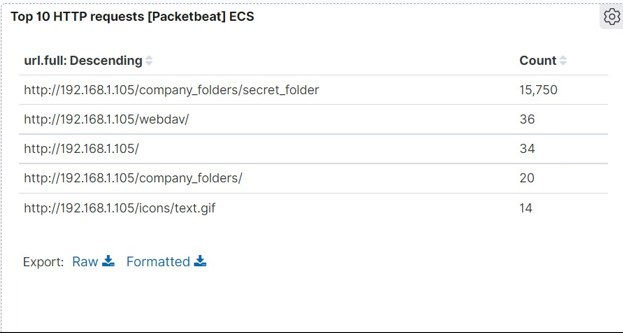 Top 10 HTTP requests [Packetbeat] ECS
url.full: Descending Count
http://192.168.1.105/company_folders/secret_folder 15,750
http://192.168.1.105/webdav/ 36
http://192.168.1.105/ 34
http://192.168.1.105/company_folders/ 20
http://192.168.1.105/icons/text.gif 14
Export: Raw Formatted